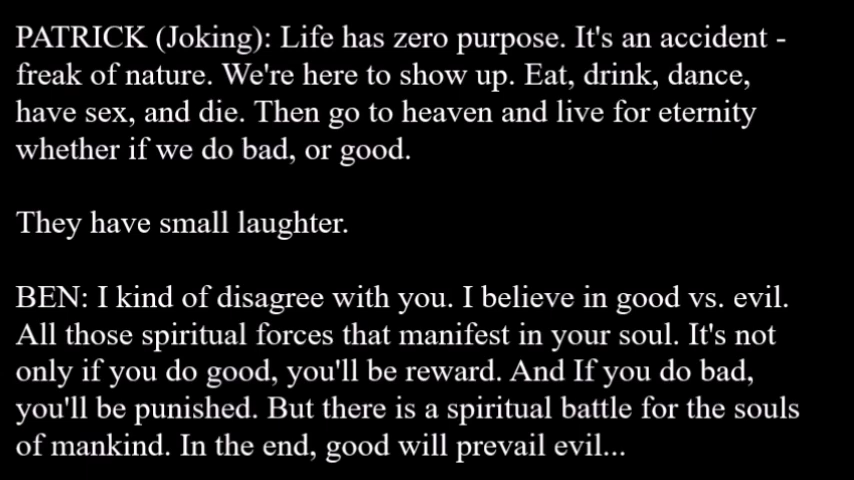 PATRICK (Joking): Life has zero purpose. It's an accident -
freak of nature. We're here to show up. Eat, drink, dance,
have sex, and die. Then go to heaven and live for eternity
whether if we do bad, or good.
They have small laughter.
BEN: I kind of disagree with you. I believe in good vs. evil.
All those spiritual forces that manifest in your soul. It's not
only if you do good, you'll be reward. And If you do bad,
you'll be punished. But there is a spiritual battle for the souls
of mankind. In the end, good will prevail evil...